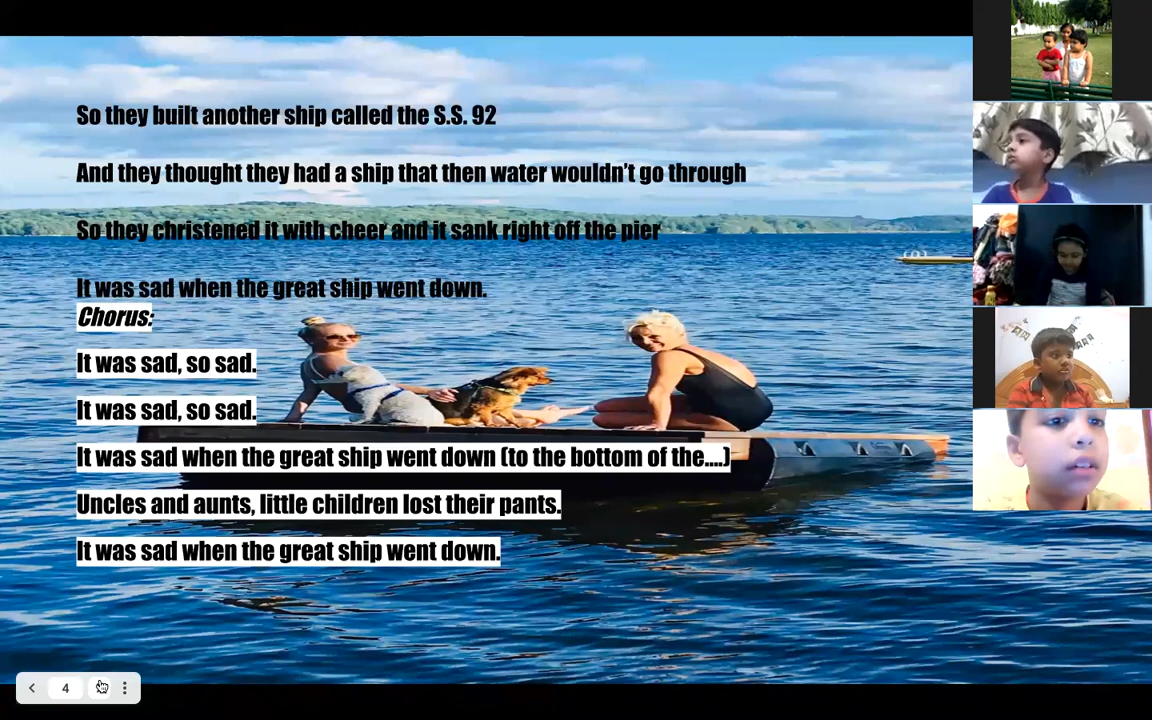 So they built another ship called the S.S. 92
And they thought they had a ship that then water wouldn't go through
So they christened it with cheer and it sank right off the pier
It was sad when the great ship went down.
Chorus:
It was sad, so sad.
It was sad, so sad.
It was sad when the great ship went down (to the bottom of the....)
Uncles and aunts, little children lost their pants.
It was sad when the great ship went down.
4